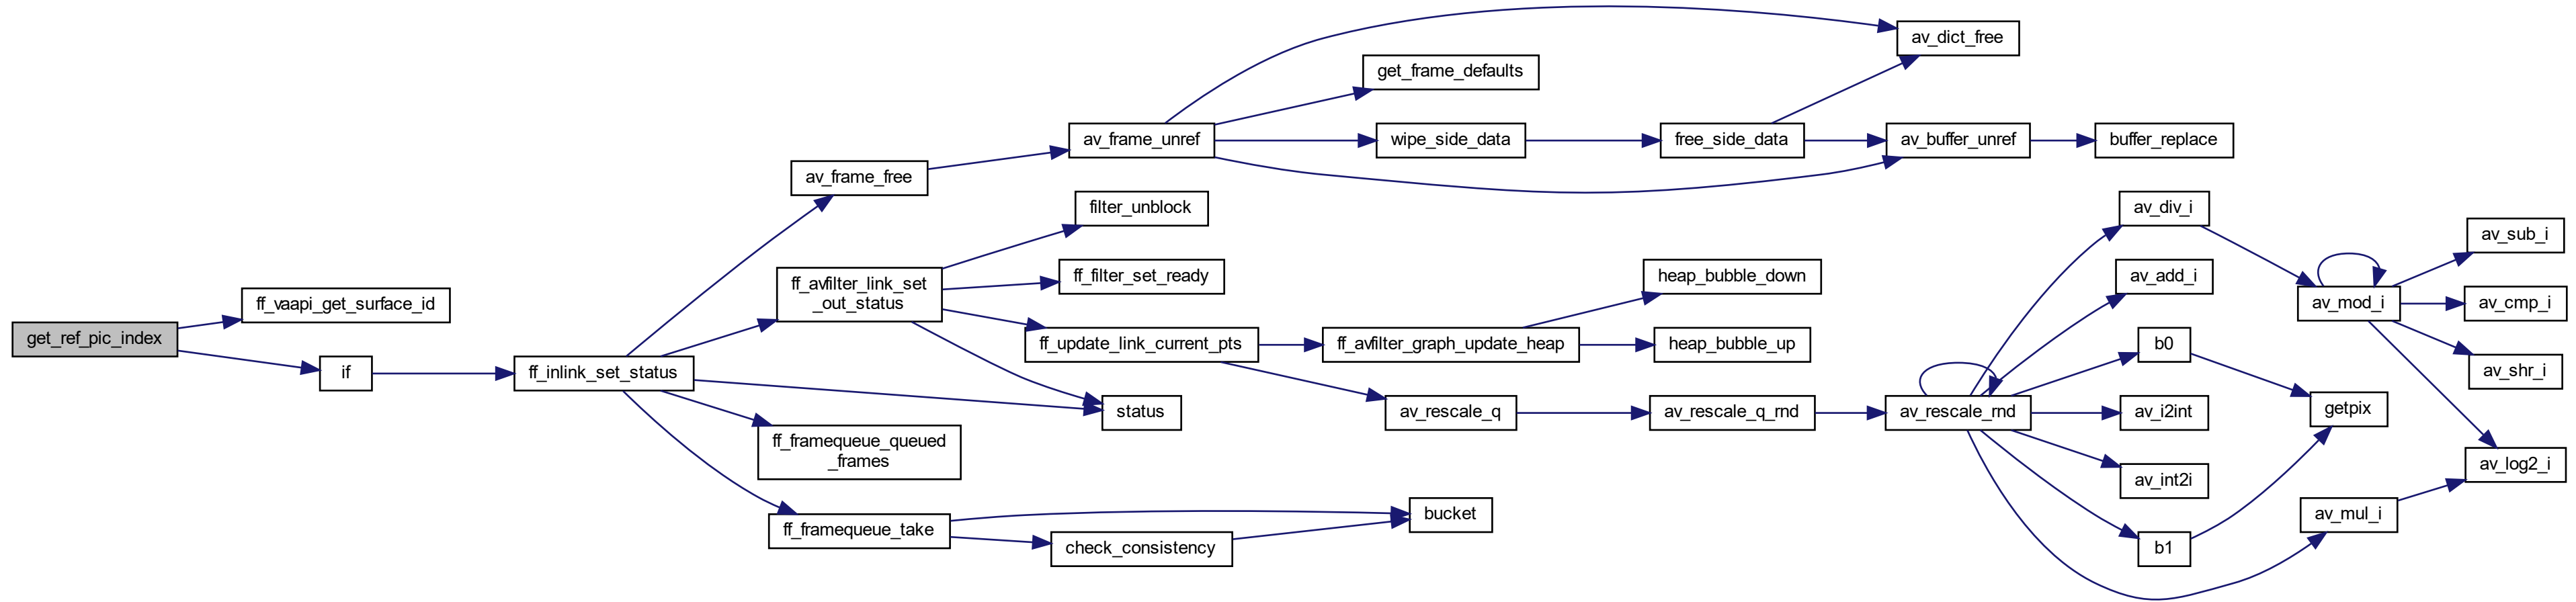 get_ref_pic_index
ff_vaapi_get_surface_id
if
ff_inlink_set_status
av_frame_free
ff_avfilter_link_set
_out_status
ff_framequeue_queued
_frames
ff_framequeue_take
av_frame_unref
filter_unblock
ff_filter_set_ready
ff_update_link_current_pts
status
check_consistency
get_frame_defaults
wipe_side_data
ff_avfilter_graph_update_heap
av_rescale_q
bucket
free_side_data
heap_bubble_down
heap_bubble_up
av_rescale_q_rnd
av_dict_free
av_buffer_unref
av_rescale_rnd
buffer_replace
av_div_i
av_add_i
b0
av_i2int
av_int2i
b1
av_mod_i
getpix
av_mul_i
av_sub_i
av_cmp_i
av_shr_i
av_log2_i